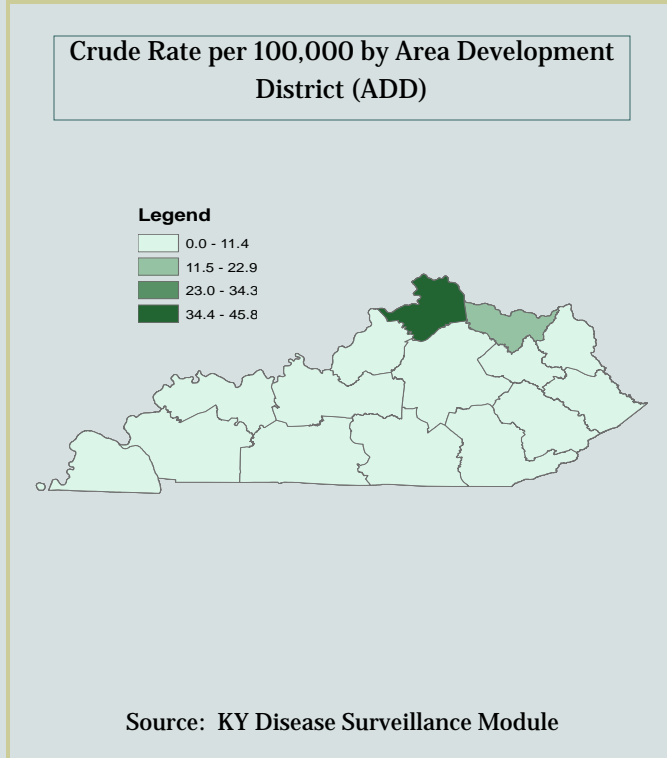 Crude Rate per 100,000 by Area Development
District (ADD)
Legend
0.0 - 11.4
11.5 - 22.9
23.0 - 34.3
34.4 - 45.8
Source: KY Disease Surveillance Module